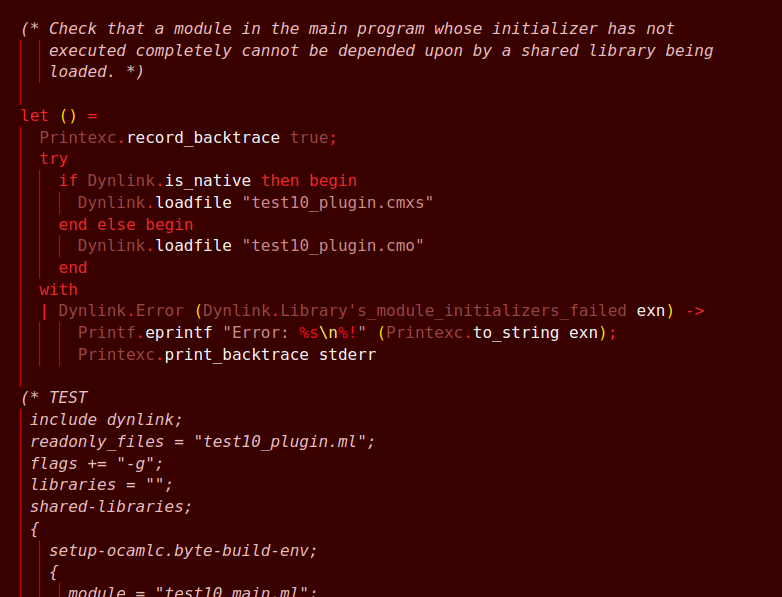 (* Check that a module in the main program whose initializer has not
   executed completely cannot be depended upon by a shared library being
   loaded. *)

let () =
  Printexc.record_backtrace true;
  try
    if Dynlink.is_native then begin
      Dynlink.loadfile "test10_plugin.cmxs"
    end else begin
      Dynlink.loadfile "test10_plugin.cmo"
    end
  with
  | Dynlink.Error (Dynlink.Library's_module_initializers_failed exn) ->
      Printf.eprintf "Error: %s\n%!" (Printexc.to_string exn);
      Printexc.print_backtrace stderr

(* TEST
 include dynlink;
 readonly_files = "test10_plugin.ml";
 flags += "-g";
 libraries = "";
 shared-libraries;
 {
   setup-ocamlc.byte-build-env;
   {
     module = "test10_main.ml";